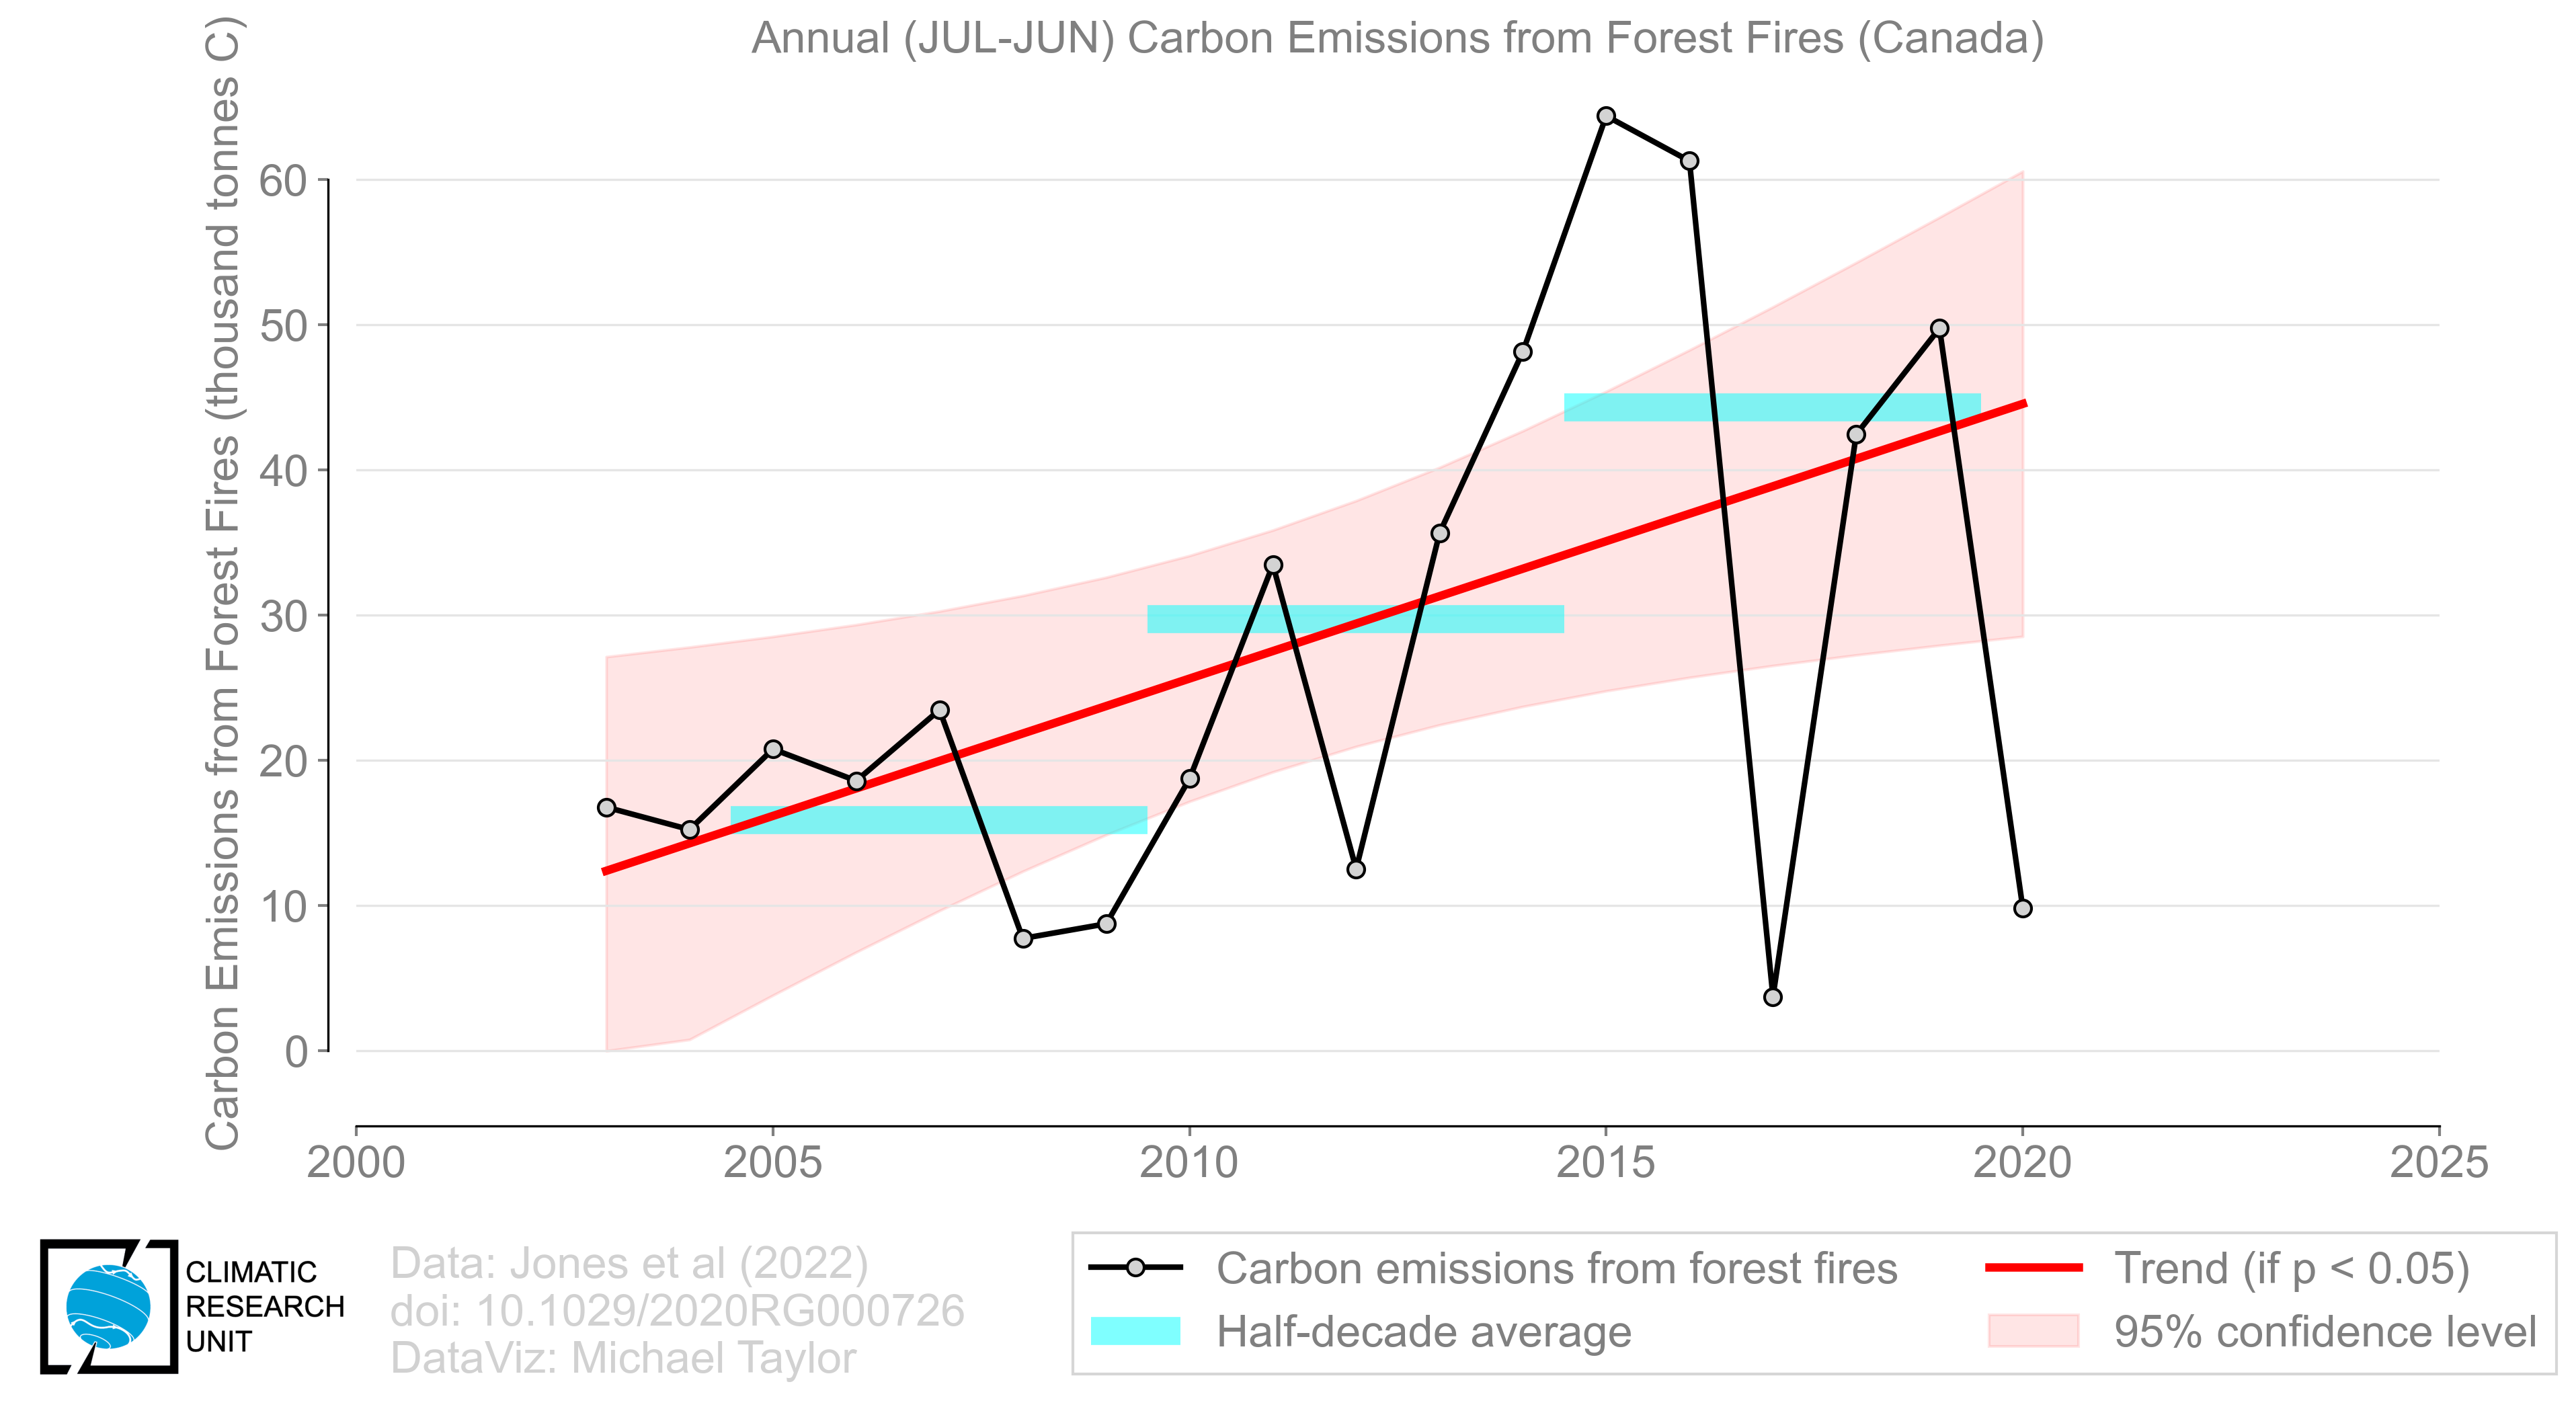 Annual (JUL-JUN) Carbon Emissions from Forest Fires (Canada)
Carbon Emissions from Forest Fires (thousand tonnes C)
60
50
40
30
20
10
0
2000 2005 2010 2015 2020 2025
CLIMATIC
RESEARCH
UNIT
Data: Jones et al (2022)
doi: 10.1029/2020RG000726
DataViz: Michael Taylor
Carbon emissions from forest fires
Half-decade average
Trend (if p < 0.05)
95% confidence level